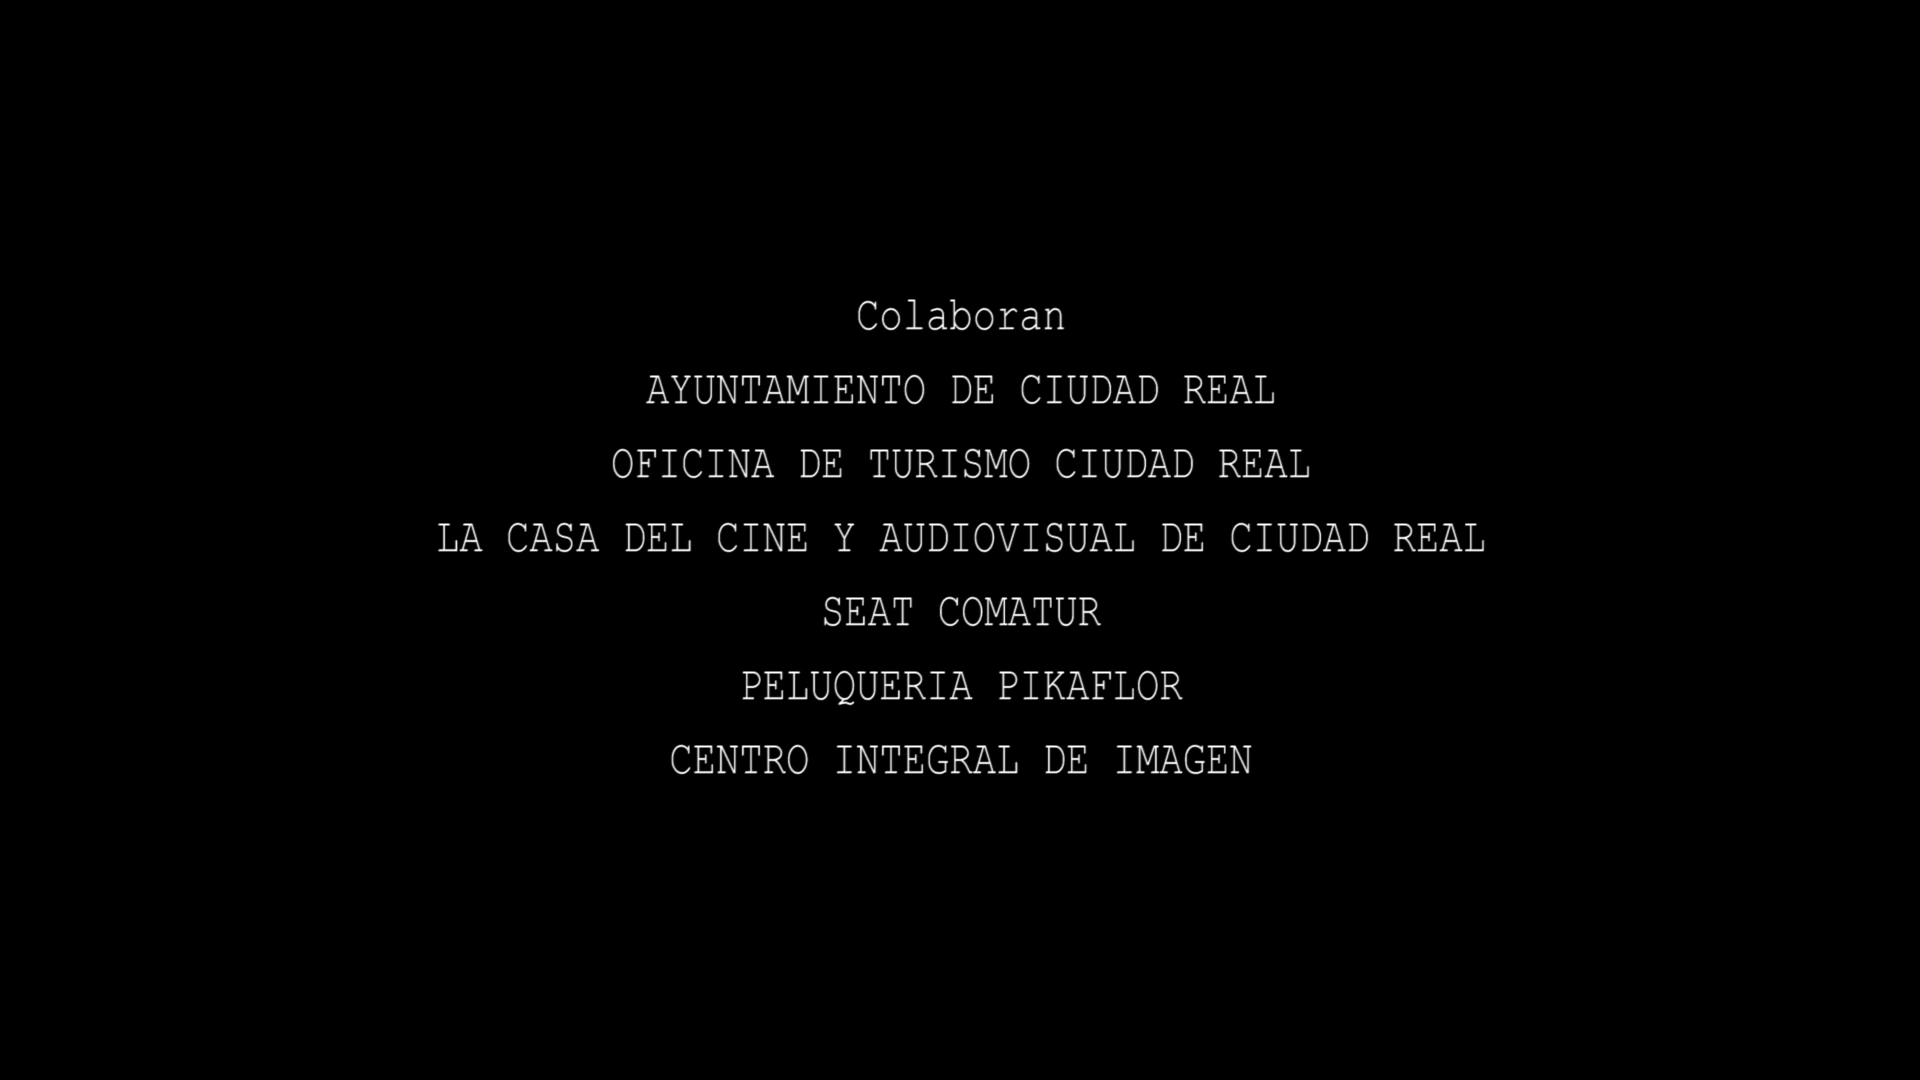 Colaboran
AYUNTAMIENTO DE CIUDAD REAL
OFICINA DE TURISMO CIUDAD REAL
LA CASA DEL CINE Y AUDIOVISUAL DE CIUDAD REAL
SEAT COMATUR
PELUQUERIA PIKAFLOR
CENTRO INTEGRAL DE IMAGEN